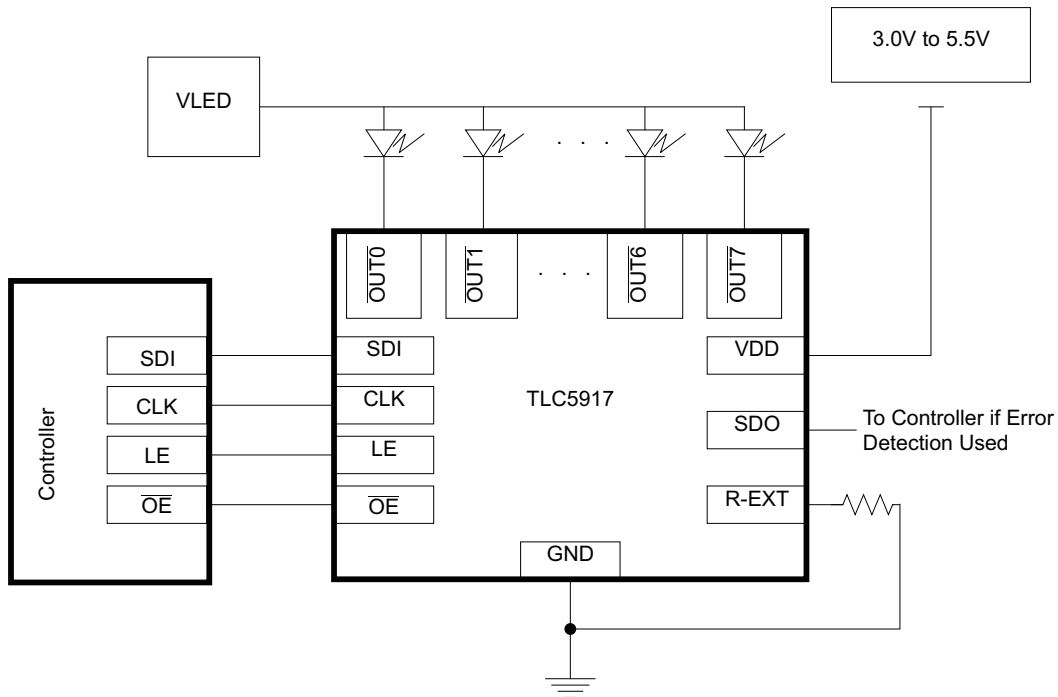 3.0V to 5.5V
VLED
. . .
OUT0
OUT1
. . .
OUT6
OUT7
Controller
SDI
CLK
LE
OE
SDI
CLK
LE
OE
TLC5917
VDD
SDO
R-EXT
To Controller if Error
Detection Used
GND